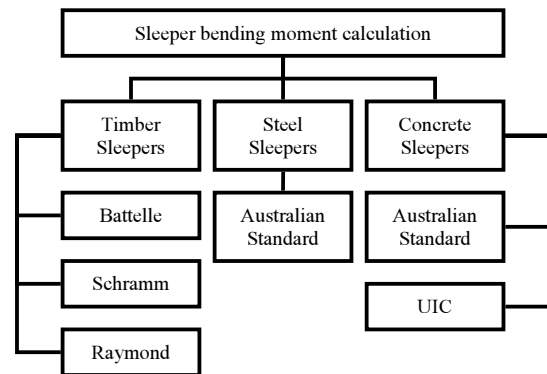 Sleeper bending moment calculation
Timber
Sleepers
Steel
Sleepers
Concrete
Sleepers
Battelle
Australian
Standard
Australian
Standard
Schramm
UIC
Raymond